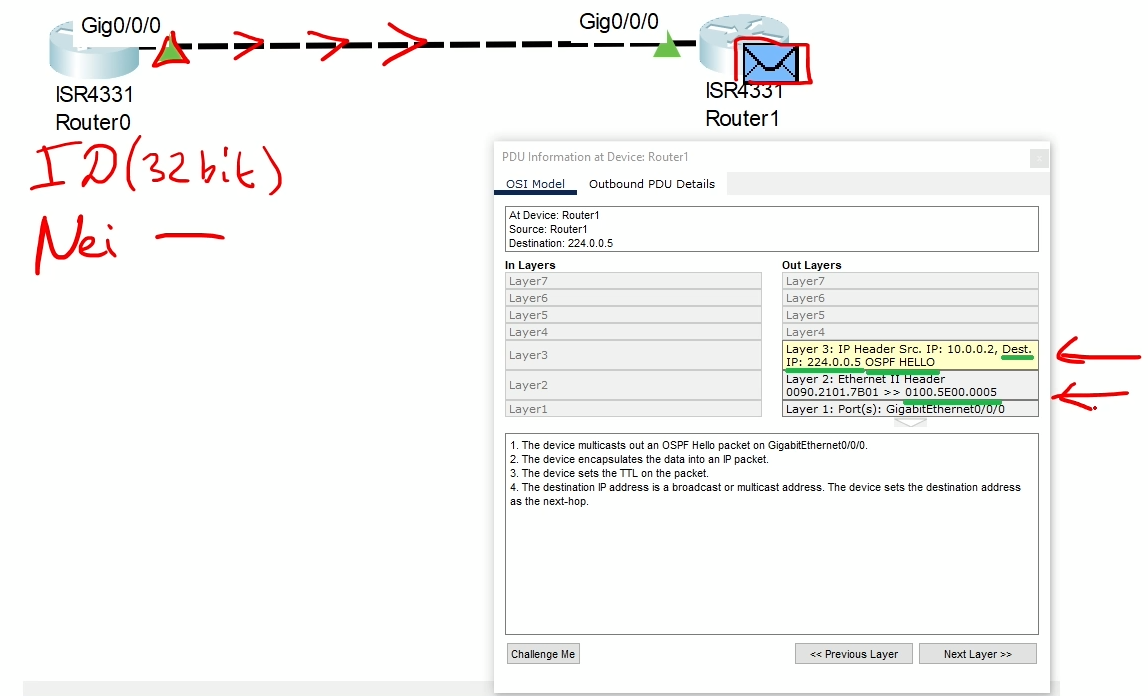 Gig0/0/0
Gig0/0/0
ISR4331
Router0
ISR4331
Router1
ID(32bit)
Nei —
PDU Information at Device: Router1
OSI Model
Outbound PDU Details
At Device: Router1
Source: Router1
Destination: 224.0.0.5
In Layers
Layer7
Layer6
Layer5
Layer4
Layer3
Layer2
Layer1
Out Layers
Layer7
Layer6
Layer5
Layer4
Layer 3: IP Header Src. IP: 10.0.0.2, Dest.
IP: 224.0.0.5 OSPF HELLO
Layer 2: Ethernet II Header
0090.2101.7B01 >> 0100.5E00.0005
Layer 1: Port(s): GigabitEthernet0/0/0
1. The device multicasts out an OSPF Hello packet on GigabitEthernet0/0/0.
2. The device encapsulates the data into an IP packet.
3. The device sets the TTL on the packet.
4. The destination IP address is a broadcast or multicast address. The device sets the destination address
as the next-hop.
Challenge Me
<< Previous Layer
Next Layer >>